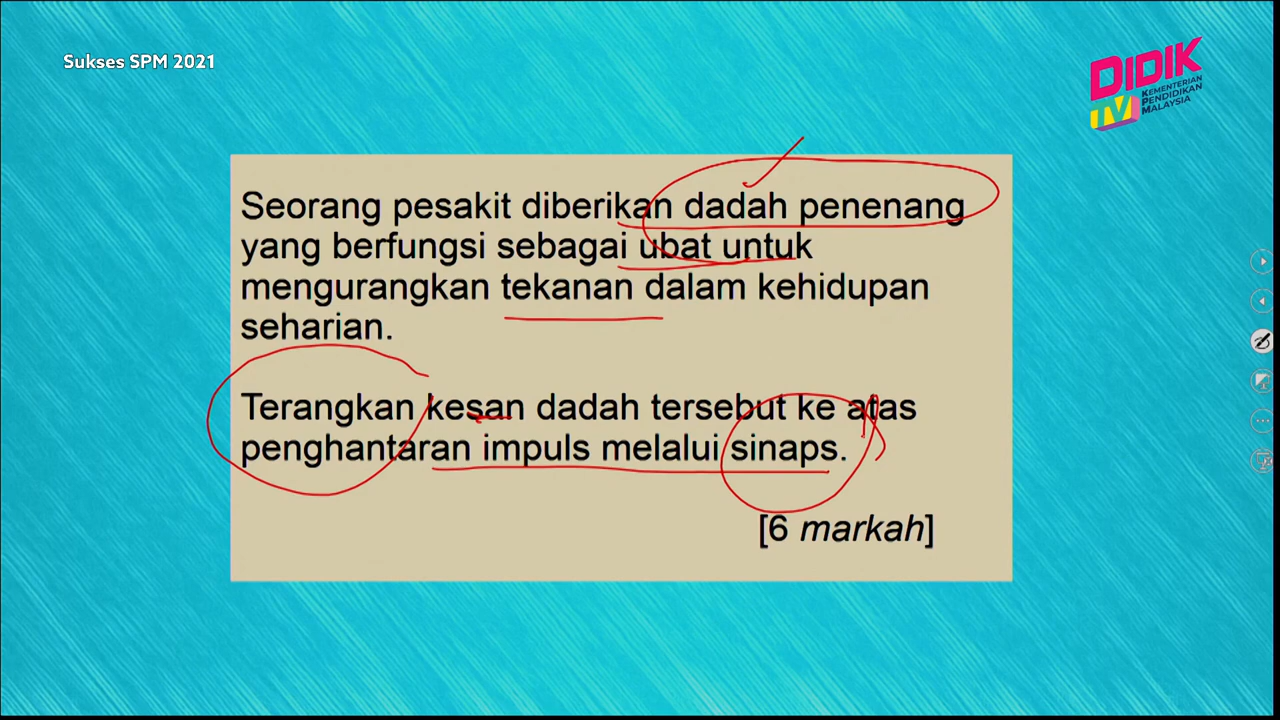 Sukses SPM 2021
DIDIK
TV
KEMENTERIAN
PENDIDIKAN
MALAYSIA
Seorang pesakit diberikan dadah penenang
yang berfungsi sebagai ubat untuk
mengurangkan tekanan dalam kehidupan
seharian.
Terangkan kesan dadah tersebut ke atas
penghantaran impuls melalui sinaps.
[6 markah]